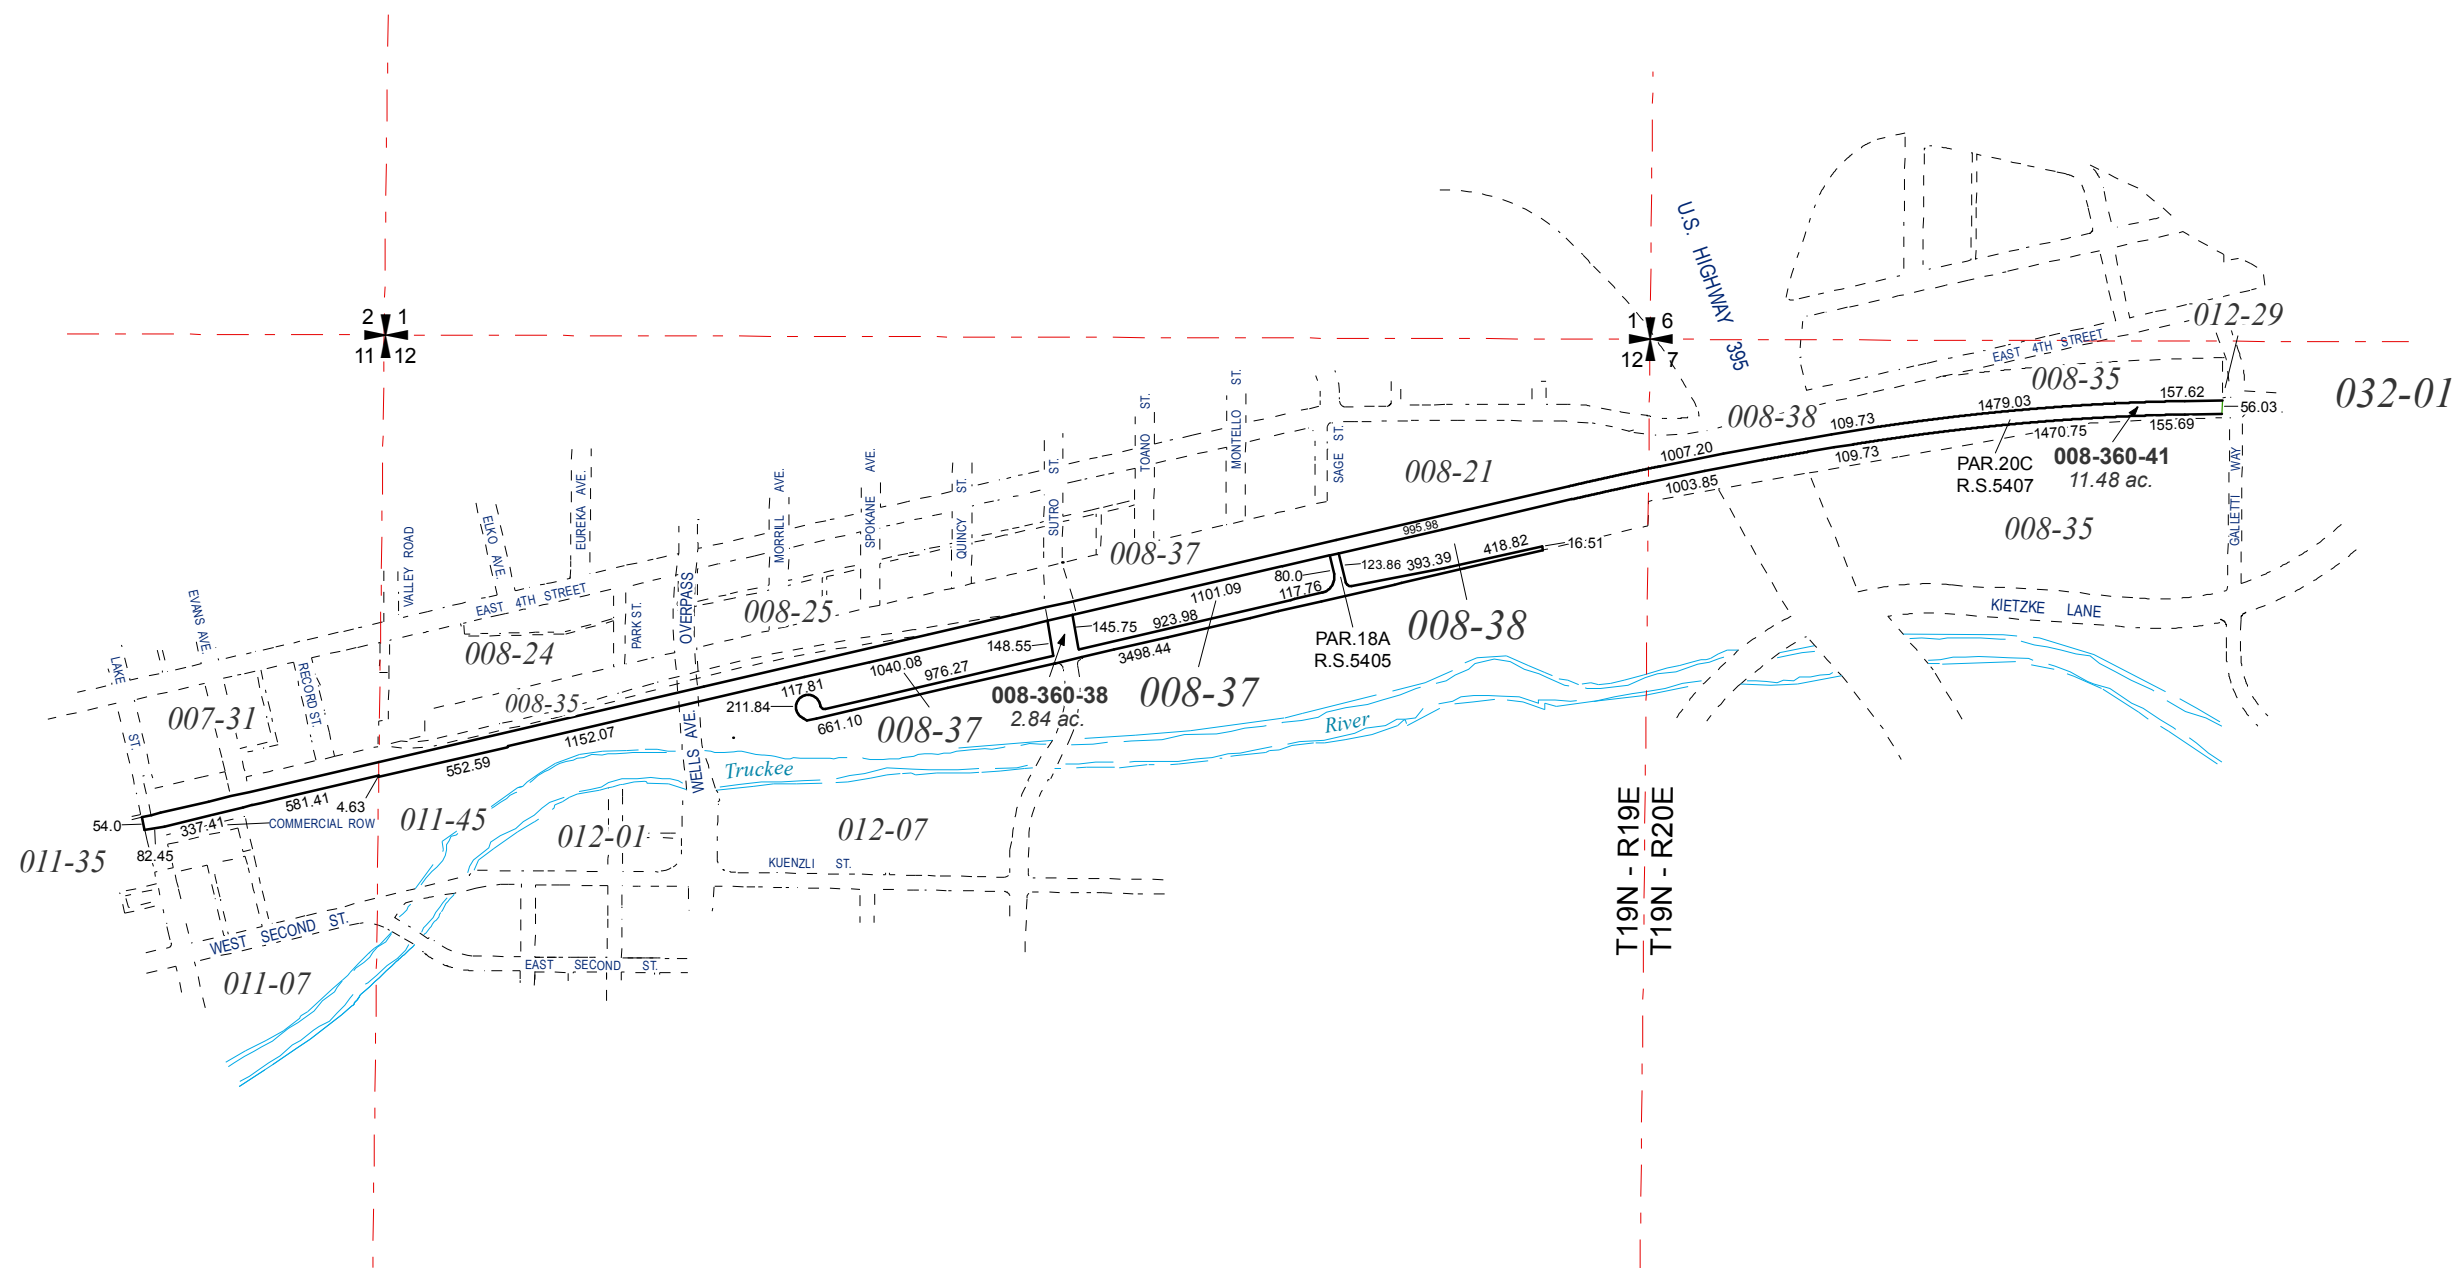 U.S. HIGHWAY 395
2 1
11 12
1 6
12 7
012-29
EAST 4TH STREET
032-01
008-35
157.62
56.03
1479.03
008-38
109.73
155.69
1470.75
008-360-41
11.48 ac.
PAR.20C
R.S.5407
109.73
1007.20
1003.85
008-21
008-35
GALLETTI WAY
KIETZKE LANE
MONTELLO ST.
TOANO ST.
SAGE ST.
SUTRO ST.
QUINCY ST.
SPOKANE AVE.
MORRILL AVE.
EUREKA AVE.
ELKO AVE.
VALLEY ROAD
EVANS AVE.
LAKE ST.
RECORD ST.
PARK ST.
WELLS AVE. OVERPASS
EAST 4TH STREET
008-37
995.98
418.82
16.51
123.86
393.39
80.0
1101.09
117.76
923.98
145.75
148.55
3498.44
PAR.18A
R.S.5405
008-38
008-25
008-24
008-35
007-31
1040.08
976.27
117.81
211.84
661.10
008-37
008-360-38
2.84 ac.
008-37
1152.07
552.59
581.41
4.63
337.41
COMMERCIAL ROW
54.0
82.45
011-35
011-45
012-01
012-07
Truckee
River
KUENZLI ST.
WEST SECOND ST.
EAST SECOND ST.
011-07
T19N - R19E
T19N - R20E